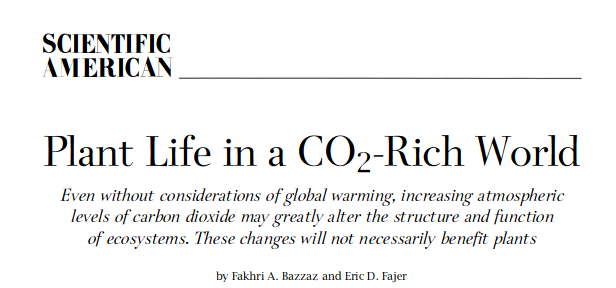 SCIENTIFIC
AMERICAN
Plant Life in a CO2-Rich World
Even without considerations of global warming, increasing atmospheric
levels of carbon dioxide may greatly alter the structure and function
of ecosystems. These changes will not necessarily benefit plants
by Fakhri A. Bazzaz and Eric D. Fajer